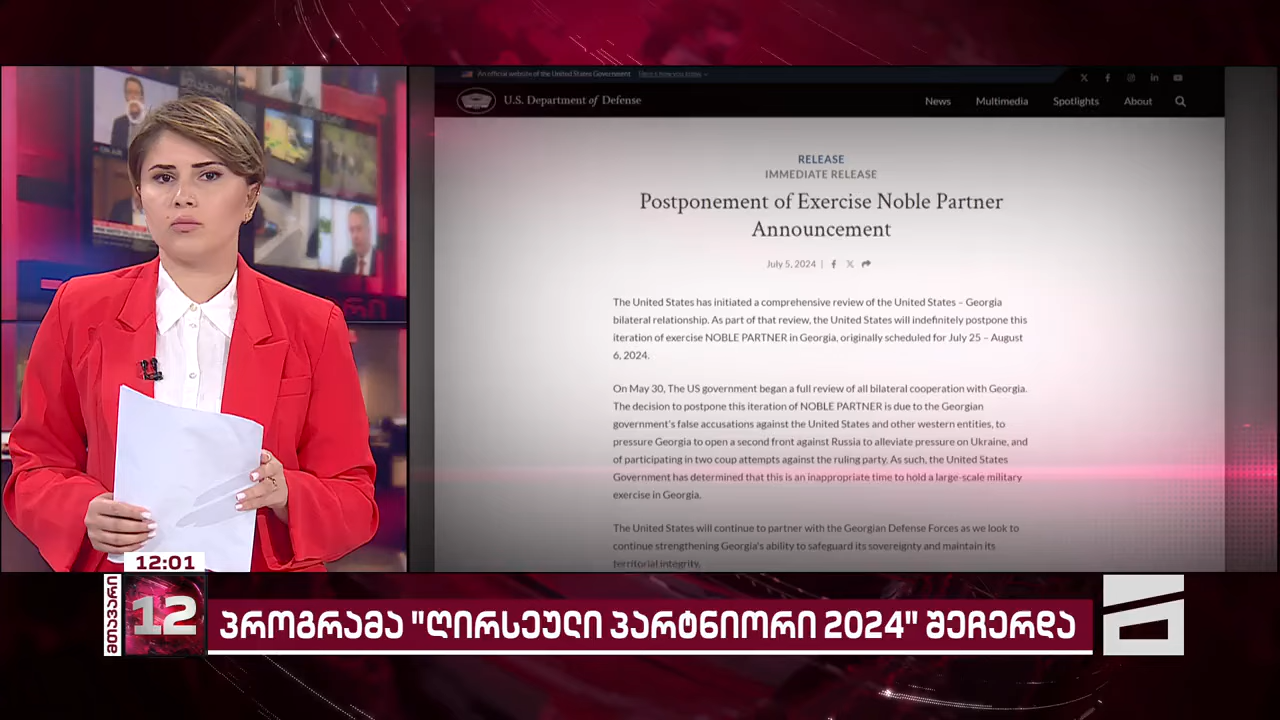 An official website of the United States Government Here's how you know
U.S. Department of Defense
News Multimedia Spotlights About
RELEASE
IMMEDIATE RELEASE
Postponement of Exercise Noble Partner
Announcement
July 5, 2024 |
The United States has initiated a comprehensive review of the United States – Georgia
bilateral relationship. As part of that review, the United States will indefinitely postpone this
iteration of exercise NOBLE PARTNER in Georgia, originally scheduled for July 25 – August
6, 2024.
On May 30, The US government began a full review of all bilateral cooperation with Georgia.
The decision to postpone this iteration of NOBLE PARTNER is due to the Georgian
government's false accusations against the United States and other western entities, to
pressure Georgia to open a second front against Russia to alleviate pressure on Ukraine, and
of participating in two coup attempts against the ruling party. As such, the United States
Government has determined that this is an inappropriate time to hold a large-scale military
exercise in Georgia.
The United States will continue to partner with the Georgian Defense Forces as we look to
continue strengthening Georgia's ability to safeguard its sovereignty and maintain its
territorial integrity.
12:01
მთავარი
12
პროგრამა "ღირსეული პარტნიორი 2024" შეჩერდა